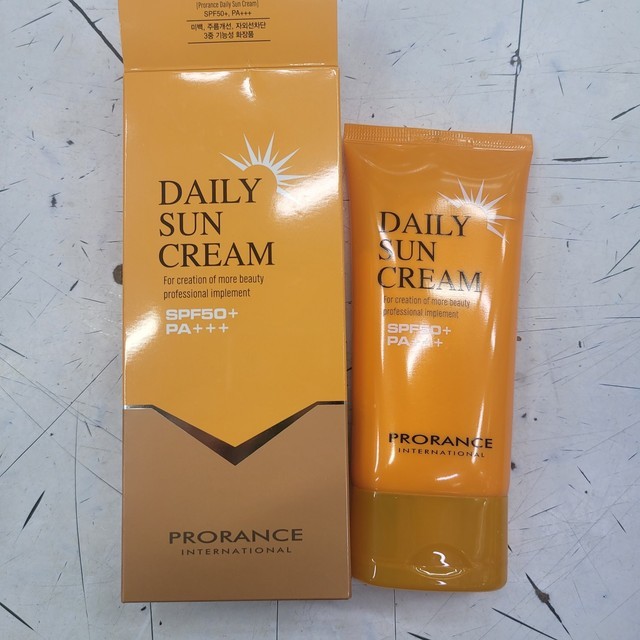 [Prorance Daily Sun Cream]
SPF50+, PA+++
미백, 주름개선, 자외선차단
3중 기능성 화장품
DAILY
SUN
CREAM
For creation of more beauty
professional implement
SPF50+
PA+++
PRORANCE
INTERNATIONAL
DAILY
SUN
CREAM
For creation of more beauty
professional implement
SPF50+
PA+++
PRORANCE
INTERNATIONAL